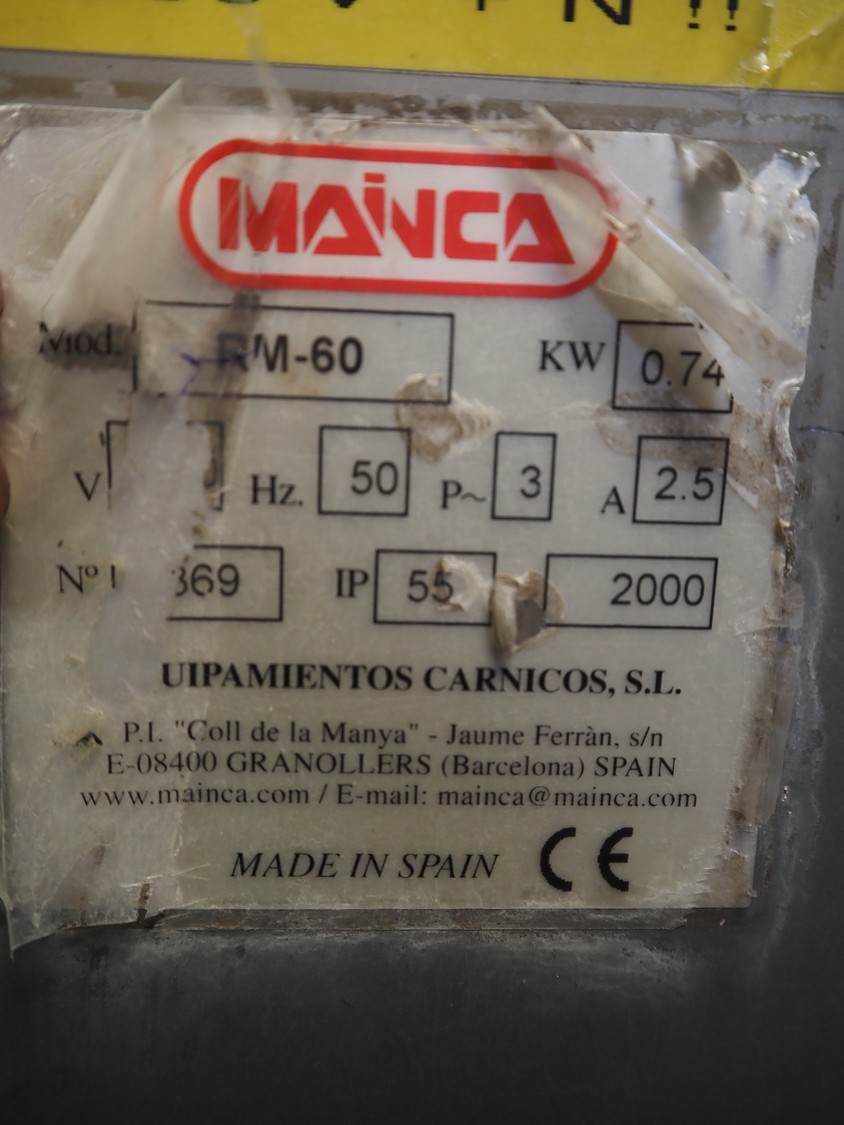 MAINCA
Mod. RM-60 KW 0.74
V Hz. 50 P~ 3 A 2.5
Nº 369 IP 55 2000
UIPAMIENTOS CARNICOS, S.L.
P.I. "Coll de la Manya" - Jaume Ferràn, s/n
E-08400 GRANOLLERS (Barcelona) SPAIN
www.mainca.com / E-mail: mainca@mainca.com
MADE IN SPAIN CE